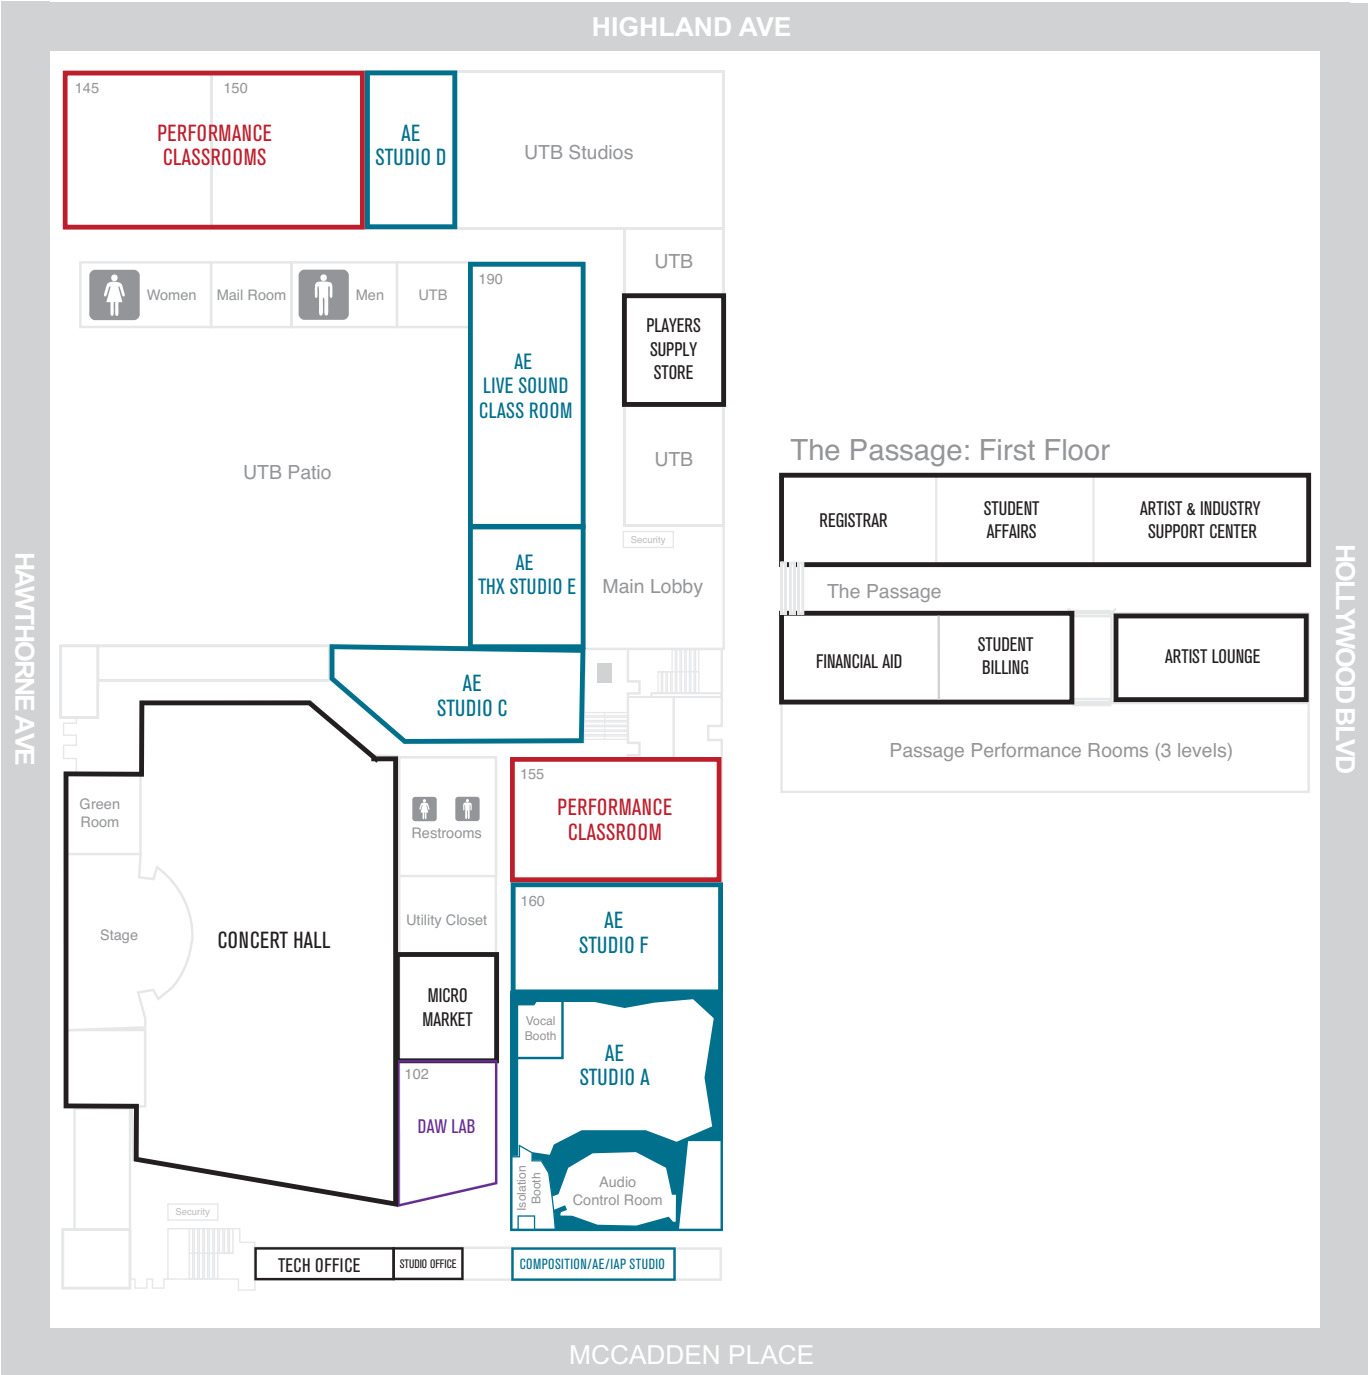 HIGHLAND AVE
145
150
PERFORMANCE
CLASSROOMS
AE
STUDIO D
UTB Studios
Women
Mail Room
Men
UTB
190
AE
LIVE SOUND
CLASS ROOM
UTB
PLAYERS
SUPPLY
STORE
UTB
UTB Patio
AE
THX STUDIO E
Security
Main Lobby
The Passage: First Floor
REGISTRAR
STUDENT
AFFAIRS
ARTIST & INDUSTRY
SUPPORT CENTER
The Passage
FINANCIAL AID
STUDENT
BILLING
ARTIST LOUNGE
Passage Performance Rooms (3 levels)
HAWTHORNE AVE
HOLLYWOOD BLVD
AE
STUDIO C
Green
Room
Stage
CONCERT HALL
Restrooms
Utility Closet
MICRO
MARKET
102
DAW LAB
155
PERFORMANCE
CLASSROOM
160
AE
STUDIO F
Vocal
Booth
AE
STUDIO A
Isolation
Booth
Audio
Control Room
Security
TECH OFFICE
STUDIO OFFICE
COMPOSITION/AE/IAP STUDIO
MCCADDEN PLACE